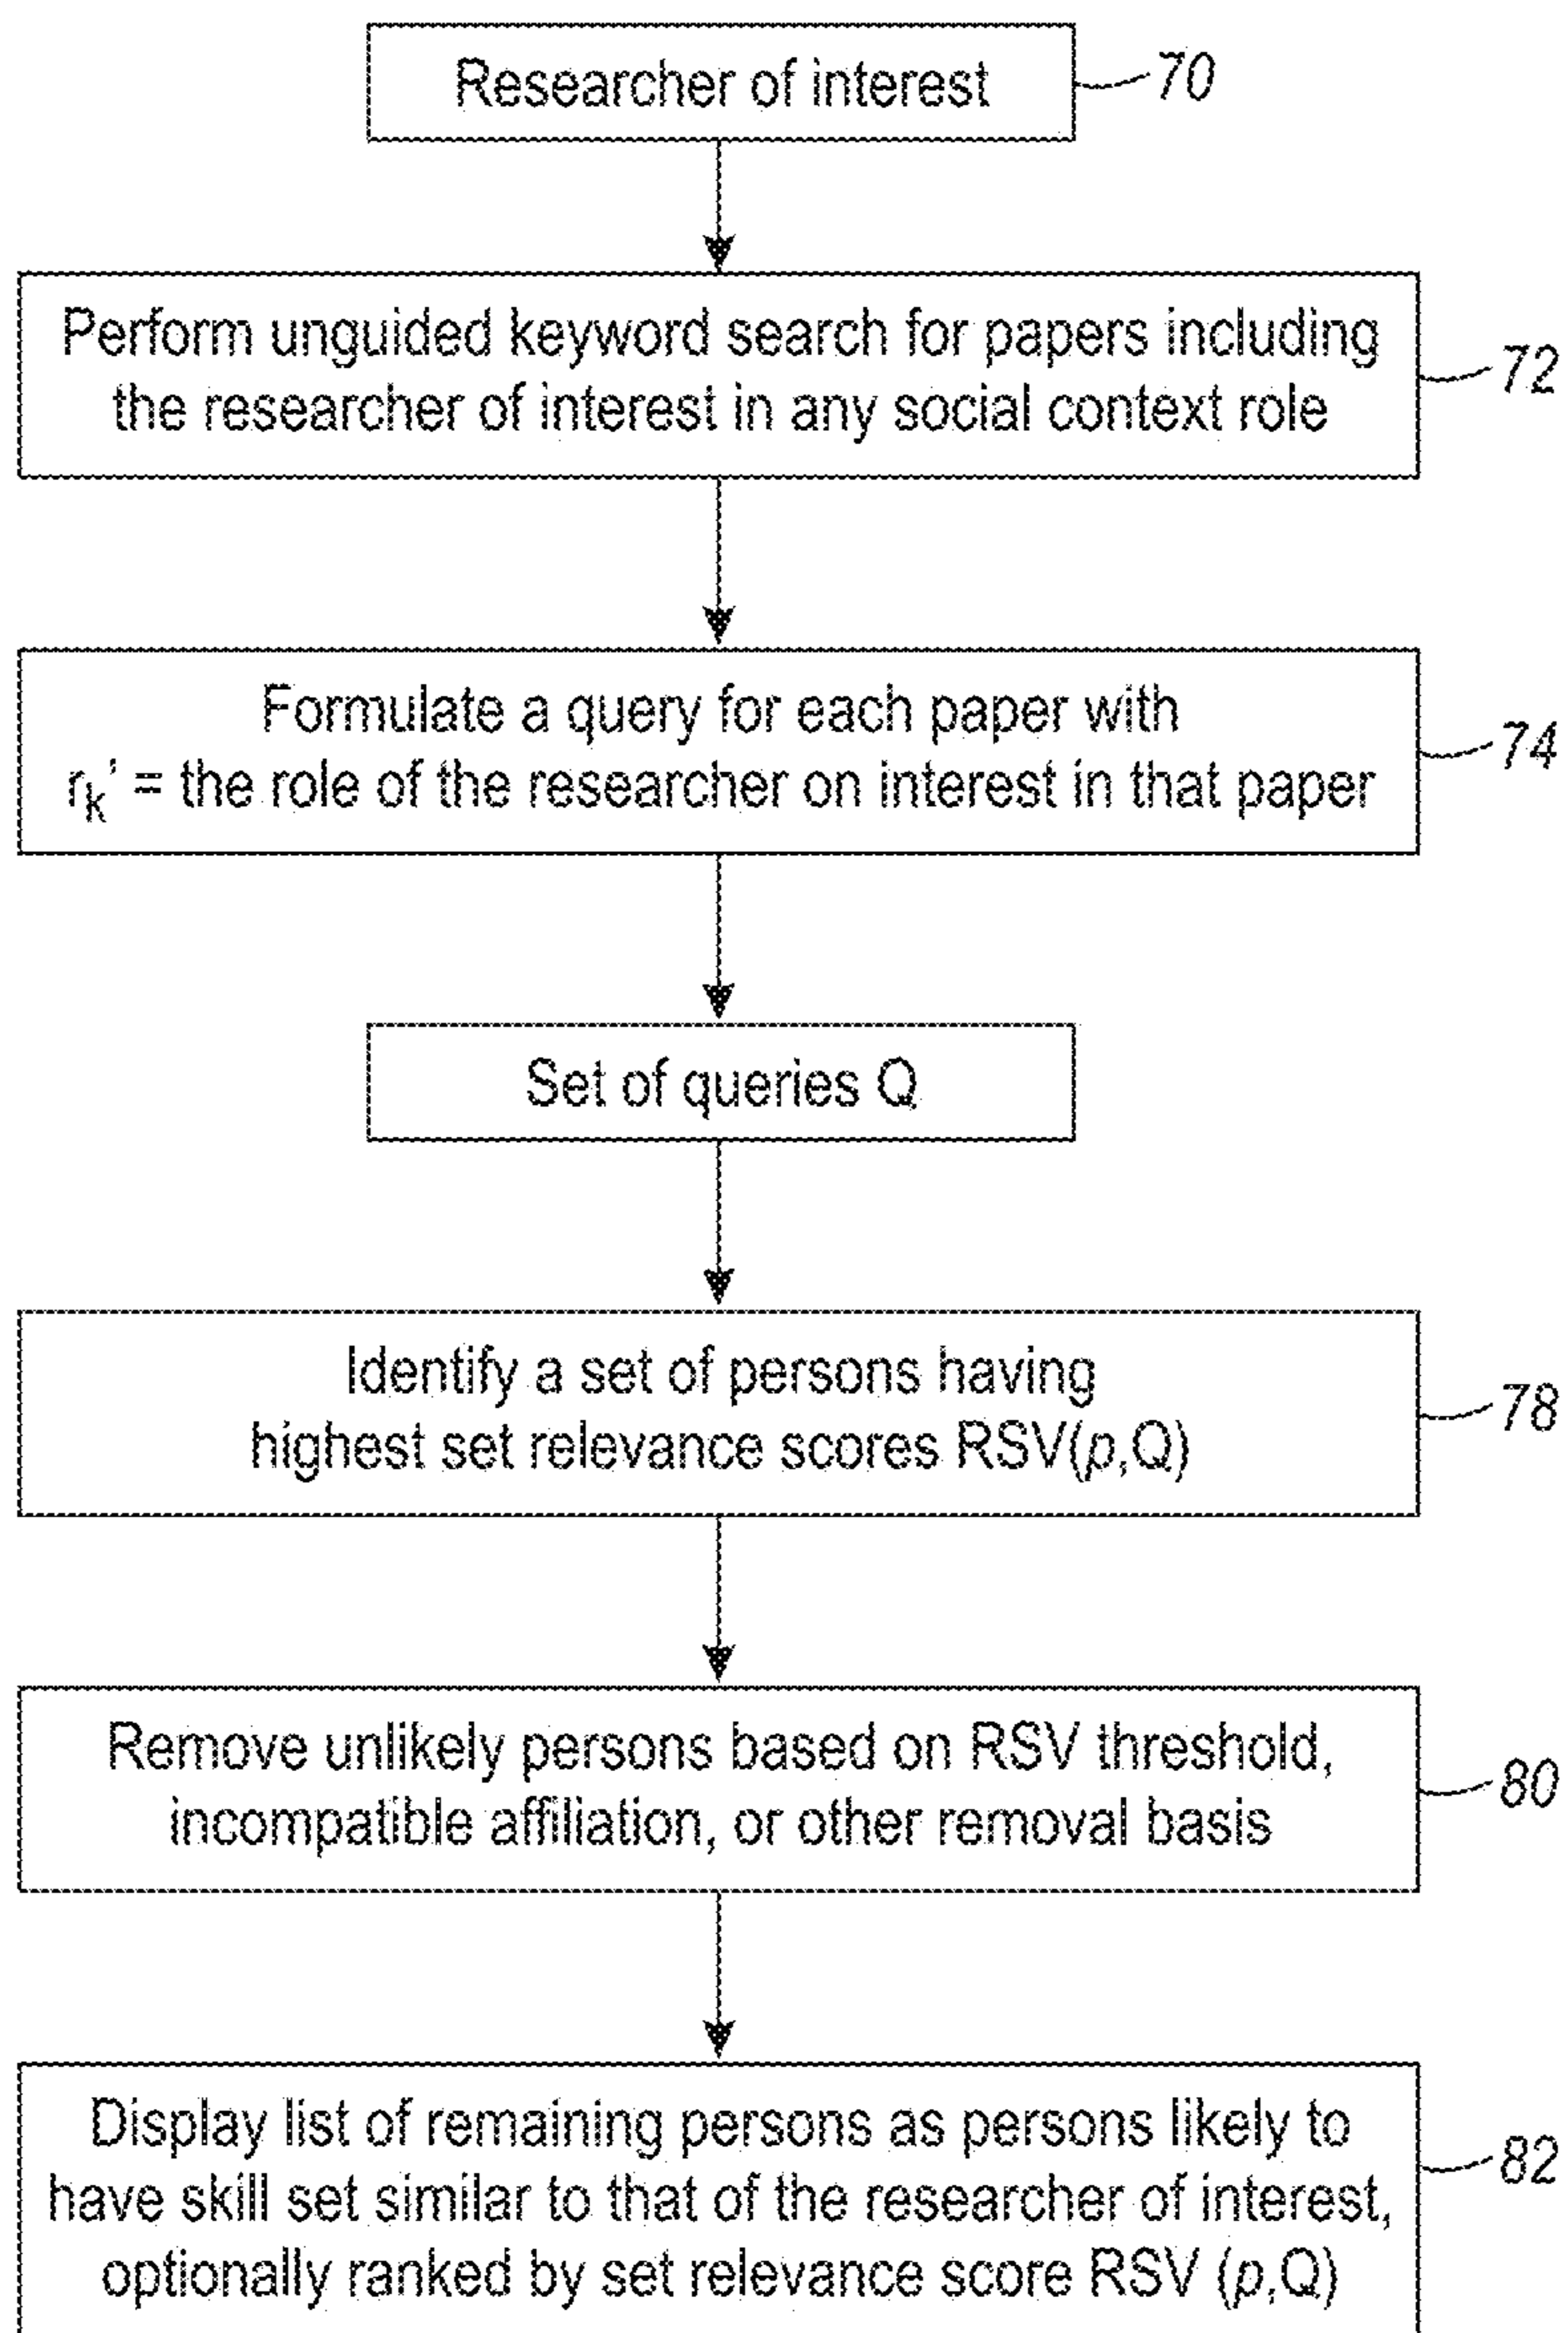 Researcher of interest
70
Perform unguided keyword search for papers including
the researcher of interest in any social context role
72
Formulate a query for each paper with
rₖ' = the role of the researcher on interest in that paper
74
Set of queries Q
Identify a set of persons having
highest set relevance scores RSV(p,Q)
78
Remove unlikely persons based on RSV threshold,
incompatible affiliation, or other removal basis
80
Display list of remaining persons as persons likely to
have skill set similar to that of the researcher of interest,
optionally ranked by set relevance score RSV (p,Q)
82